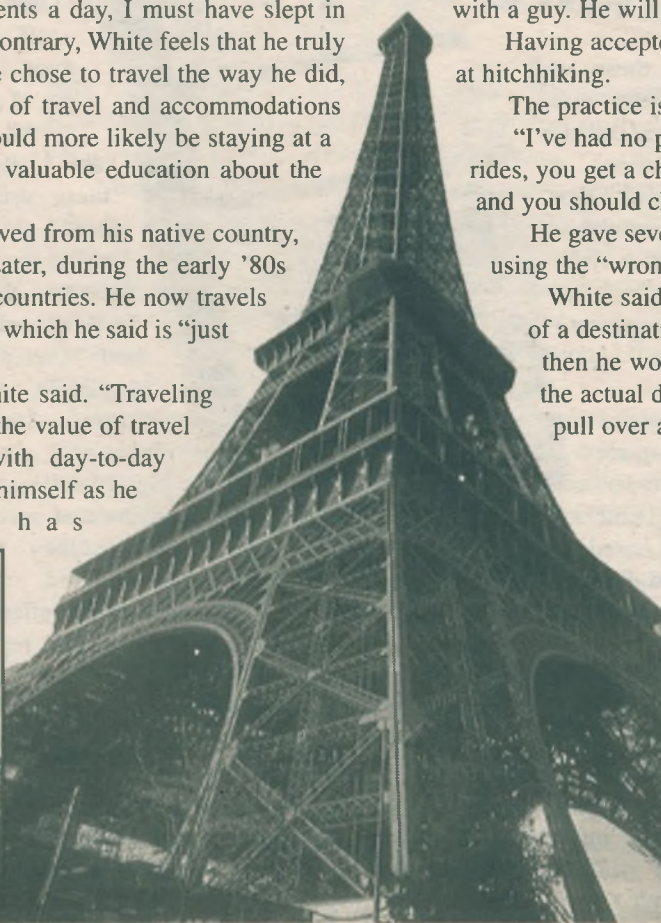 ents a day, I must have slept in
ontrary, White feels that he truly
chose to travel the way he did,
of travel and accommodations
ould more likely be staying at a
valuable education about the
ved from his native country,
ater, during the early ’80s
countries. He now travels
which he said is “just
ite said. “Traveling
the value of travel
with day-to-day
himself as he
h a s
with a guy. He will
Having accepte
at hitchhiking.
The practice is
“I’ve had no p
rides, you get a ch
and you should cl
He gave seve
using the “wron
White said
of a destinati
then he wo
the actual d
pull over a